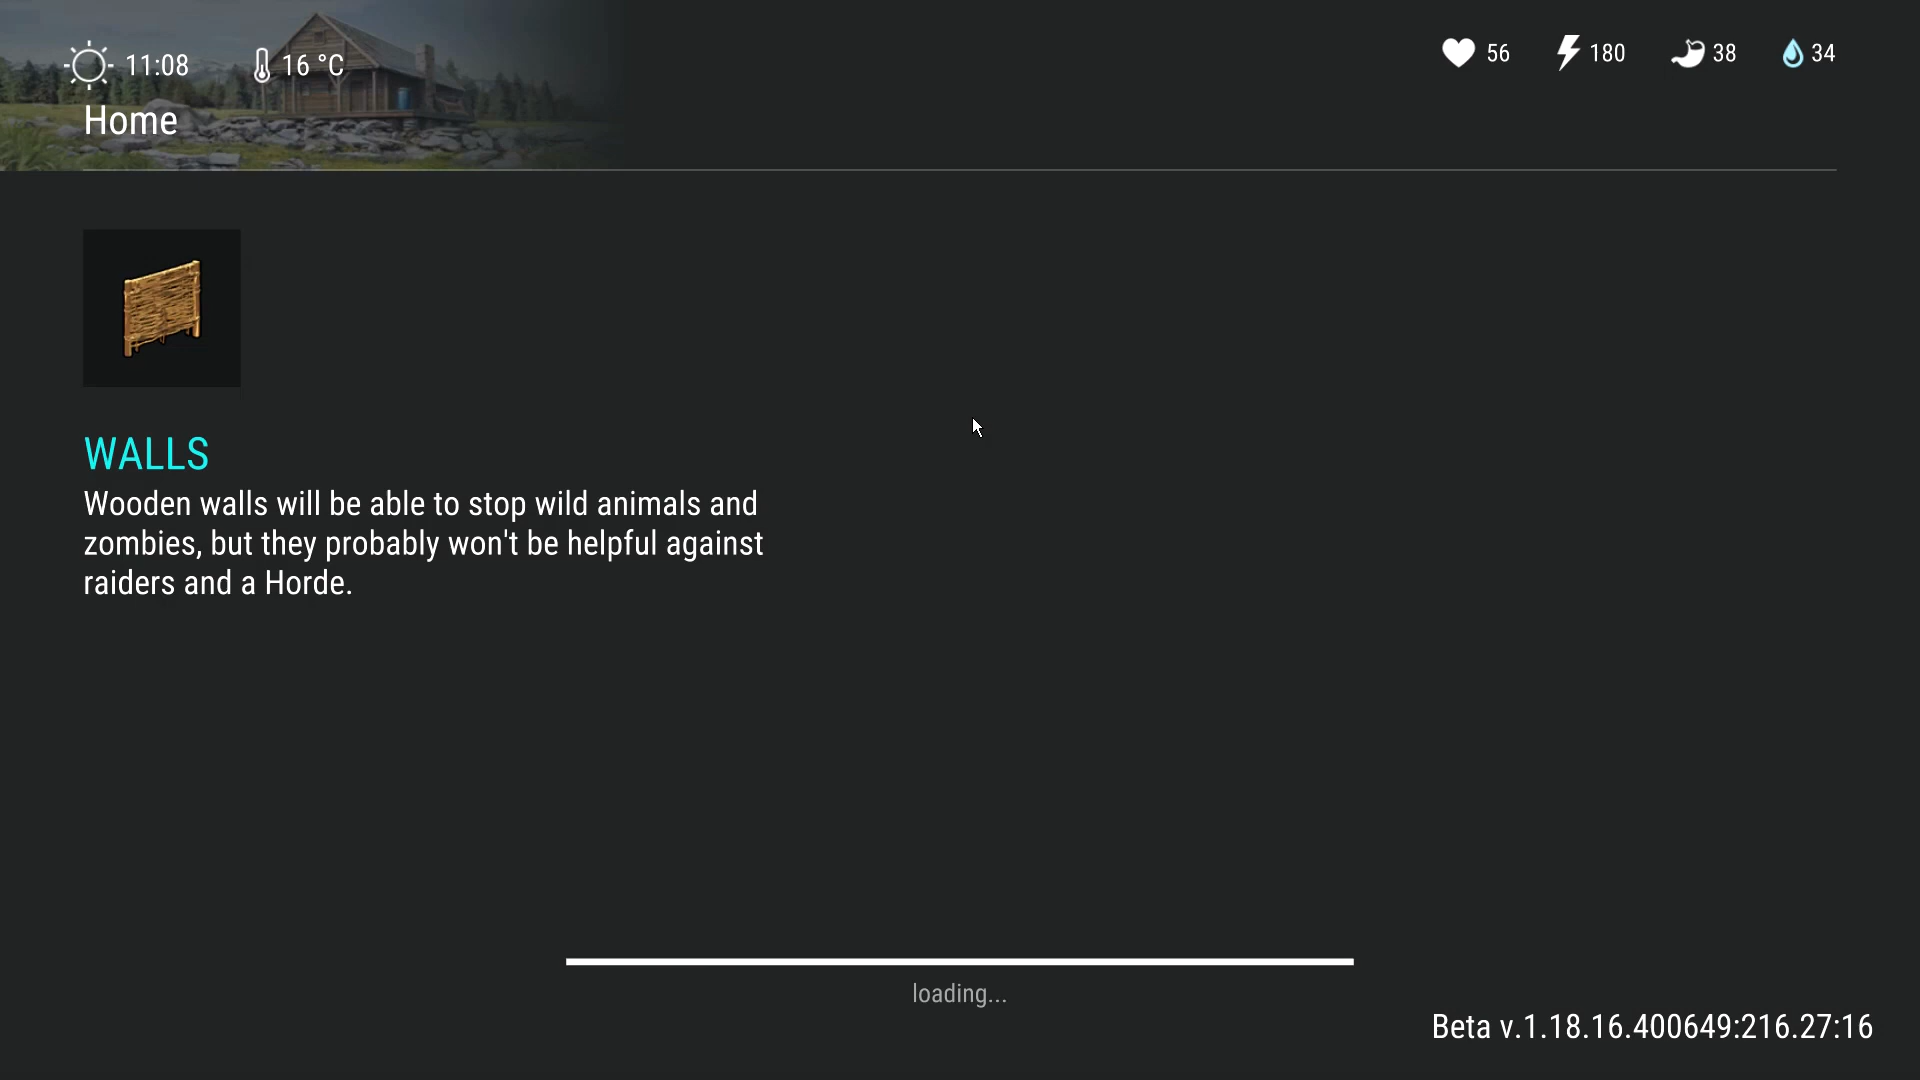 11:08
16 °C
56
180
38
34
Home
WALLS
Wooden walls will be able to stop wild animals and
zombies, but they probably won't be helpful against
raiders and a Horde.
loading...
Beta v.1.18.16.400649:216.27:16